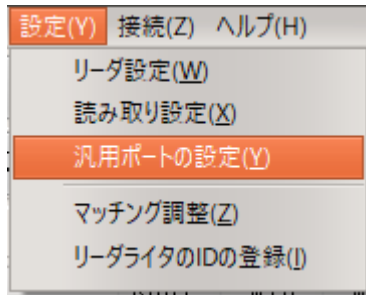 設定(Y) 接続(Z) ヘルプ(H)
リーダ設定(W)
読み取り設定(X)
汎用ポートの設定(Y)
マッチング調整(Z)
リーダライタのIDの登録(I)